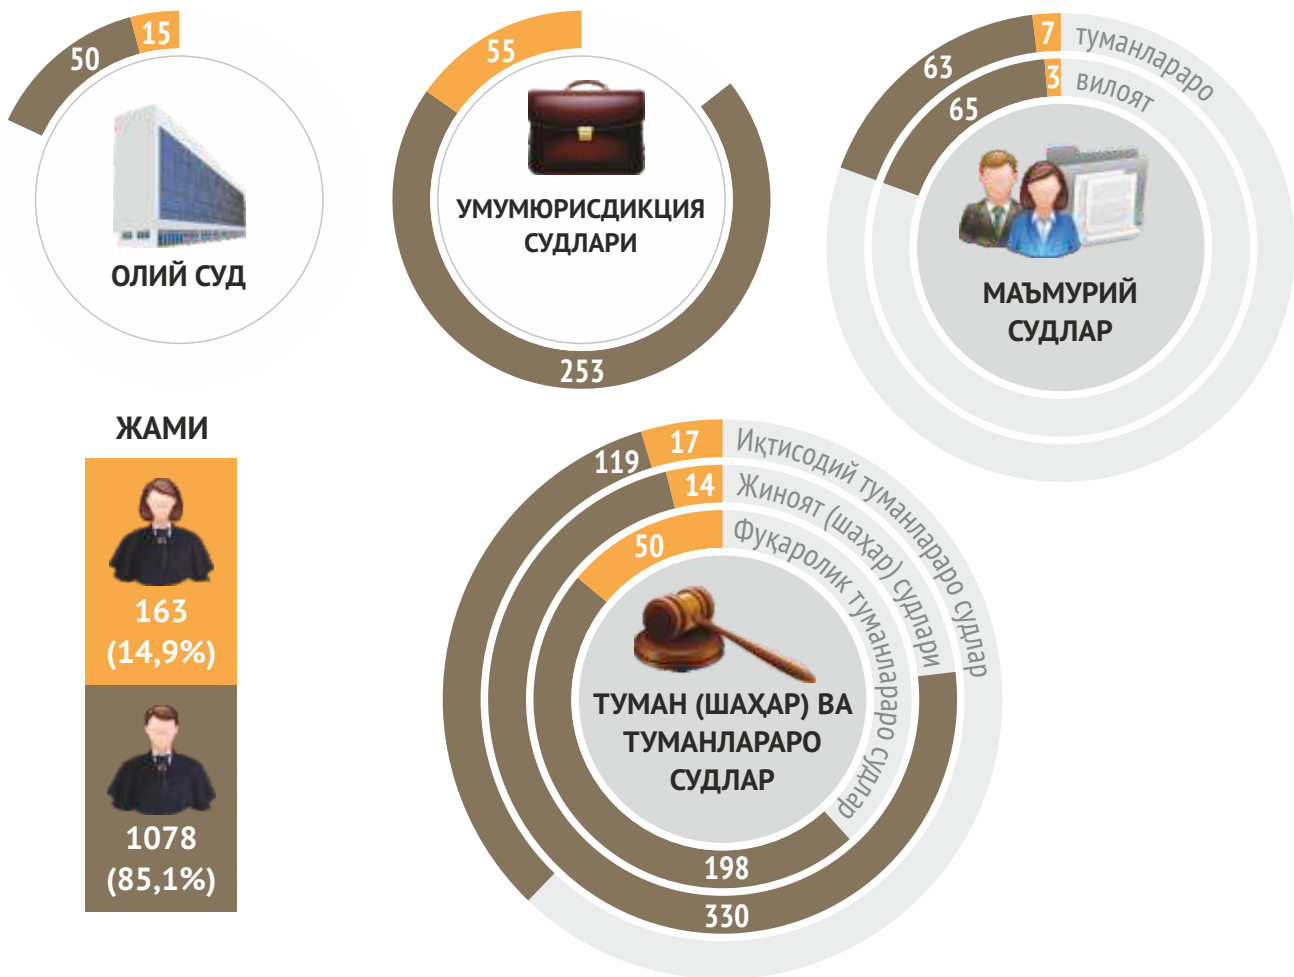 15
50
ОЛИЙ СУД
55
УМУМЮРИСДИКЦИЯ
СУДЛАРИ
253
7
туманлараро
63
3
вилоят
65
МАЪМУРИЙ
СУДЛАР
ЖАМИ
163
(14,9%)
1078
(85,1%)
17
Иқтисодий туманлараро судлар
119
14
Жиноят (шаҳар) судлари
50
Фуқаролик туманлараро судлар
ТУМАН (ШАҲАР) ВА
ТУМАНЛАРАРО
СУДЛАР
198
330